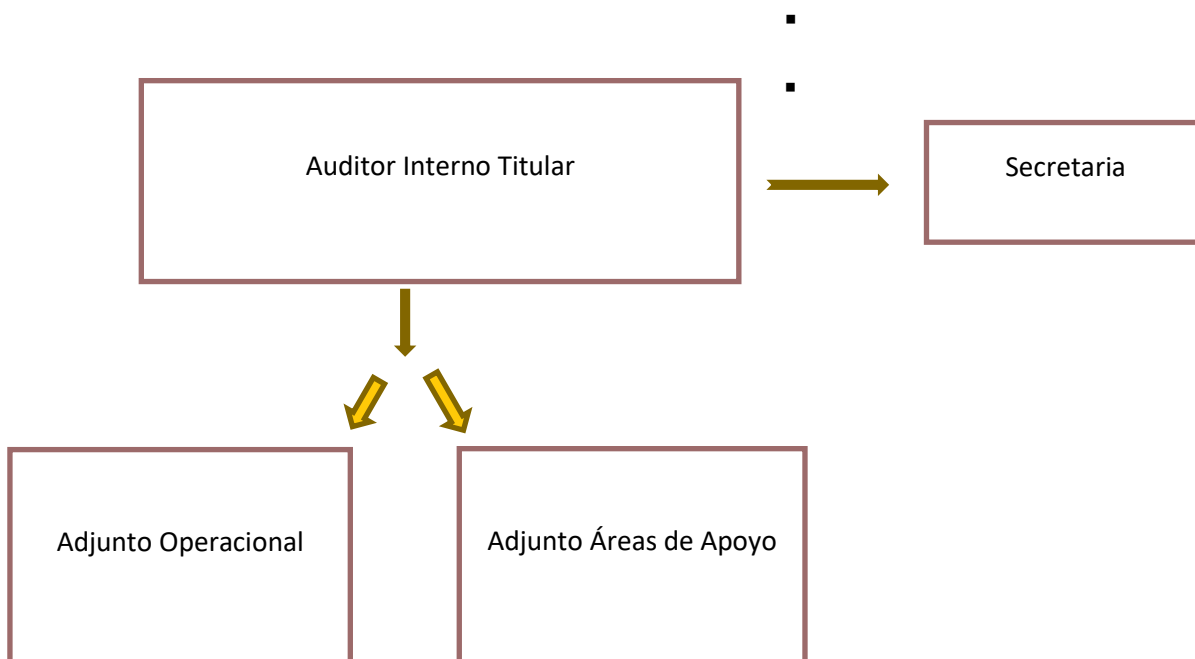 Auditor Interno Titular
Secretaria
Adjunto Operacional
Adjunto Áreas de Apoyo